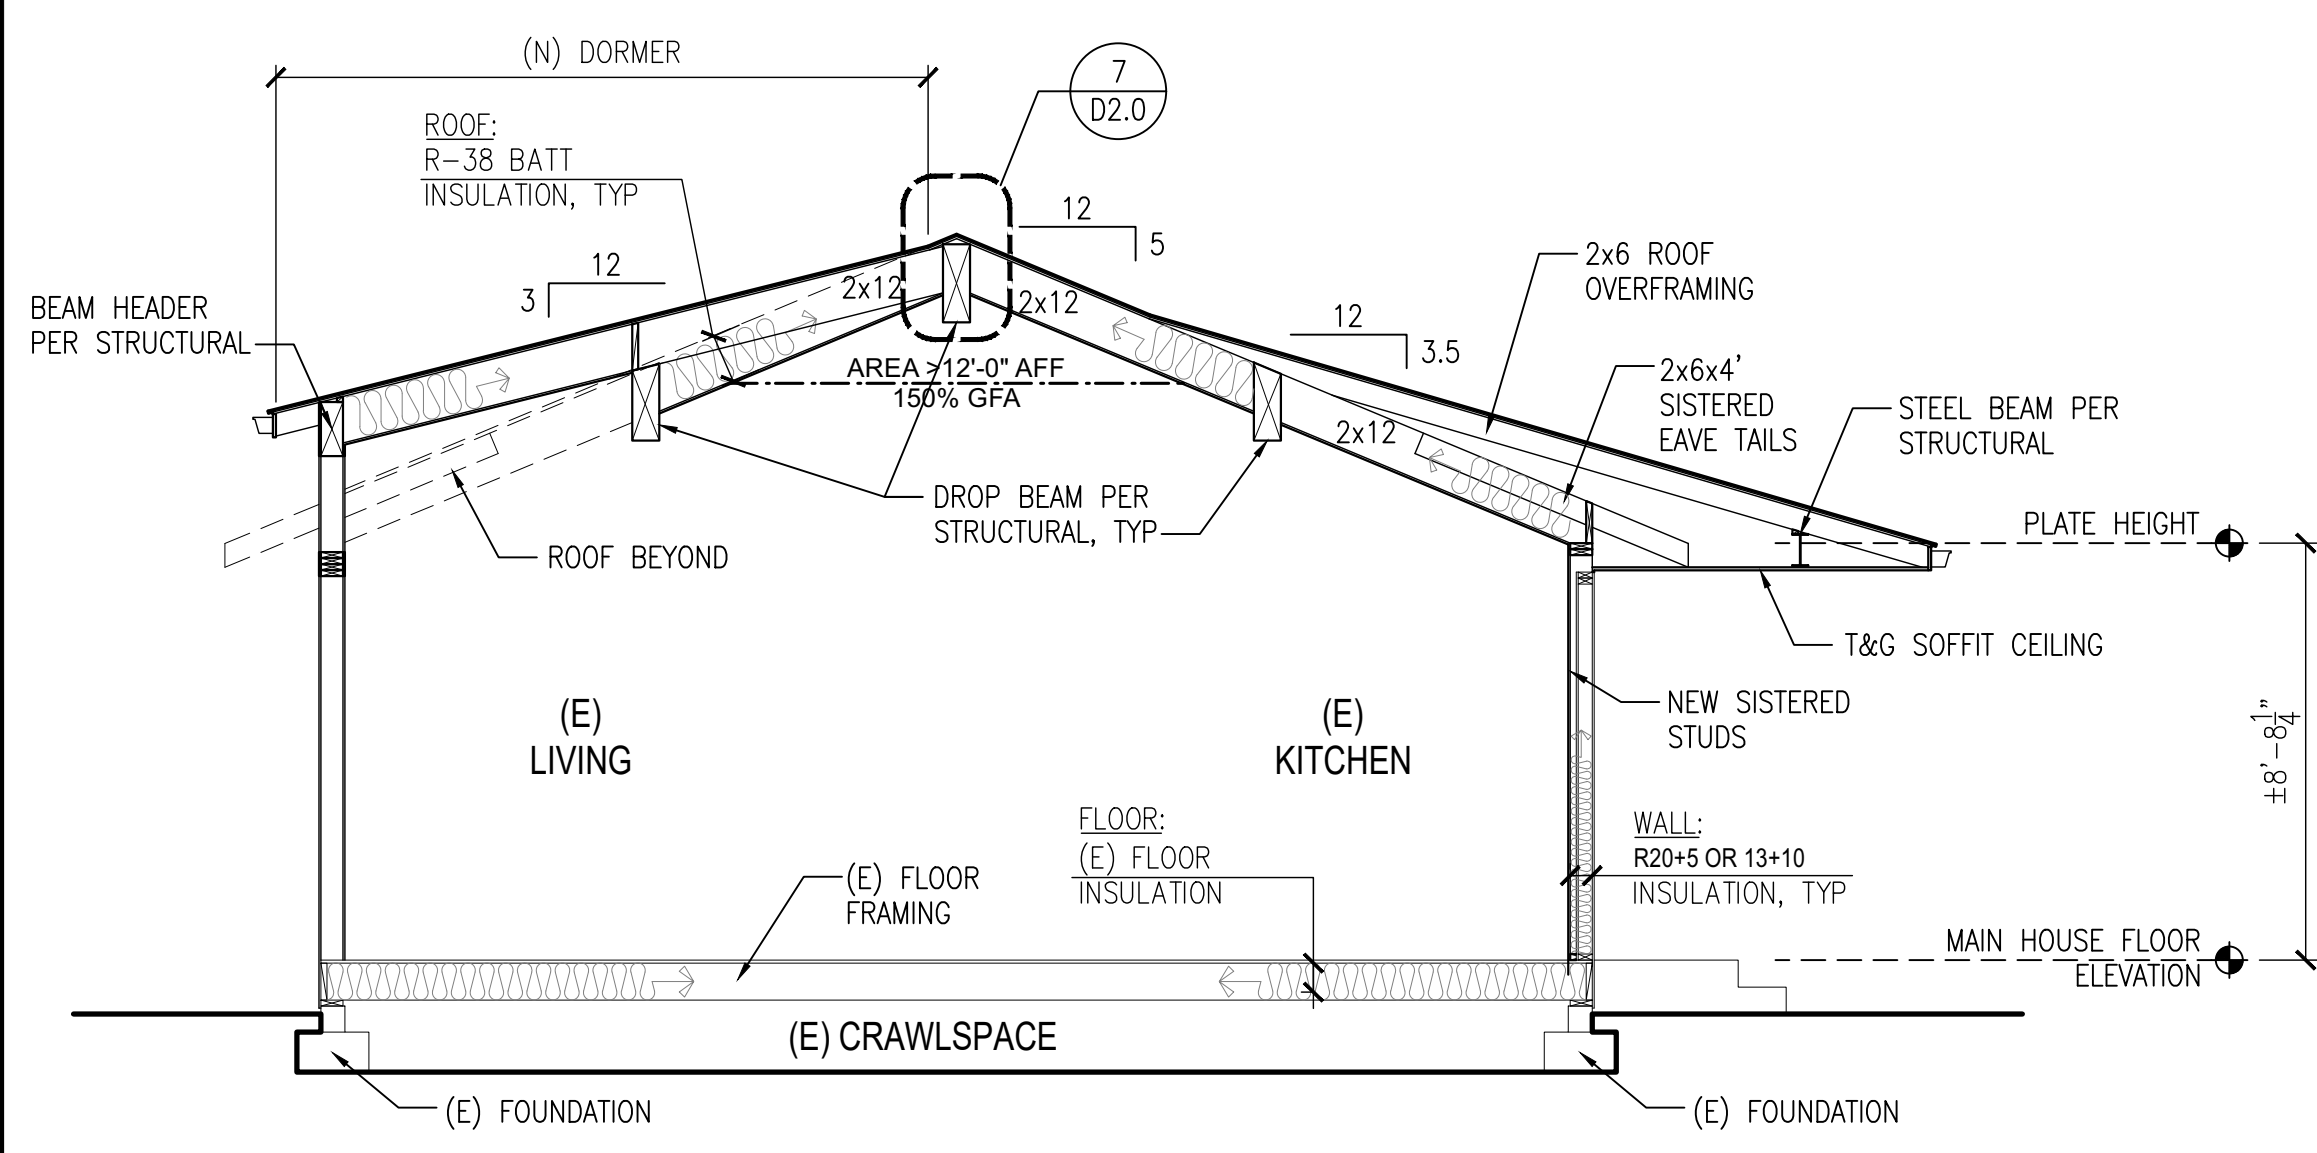 (N) DORMER
7
D2.0
ROOF:
R-38 BATT
INSULATION, TYP
12
5
12
3
2x12
2x12
BEAM HEADER
PER STRUCTURAL
2x6 ROOF
OVERFRAMING
12
3.5
AREA >12'-0" AFF
150% GFA
2x6x4'
SISTERED
EAVE TAILS
2x12
STEEL BEAM PER
STRUCTURAL
DROP BEAM PER
STRUCTURAL, TYP
ROOF BEYOND
PLATE HEIGHT
T&G SOFFIT CEILING
NEW SISTERED
STUDS
±8'-8 1/4"
(E)
LIVING
(E)
KITCHEN
FLOOR:
(E) FLOOR
INSULATION
WALL:
R20+5 OR 13+10
INSULATION, TYP
(E) FLOOR
FRAMING
MAIN HOUSE FLOOR
ELEVATION
(E) CRAWLSPACE
(E) FOUNDATION
(E) FOUNDATION